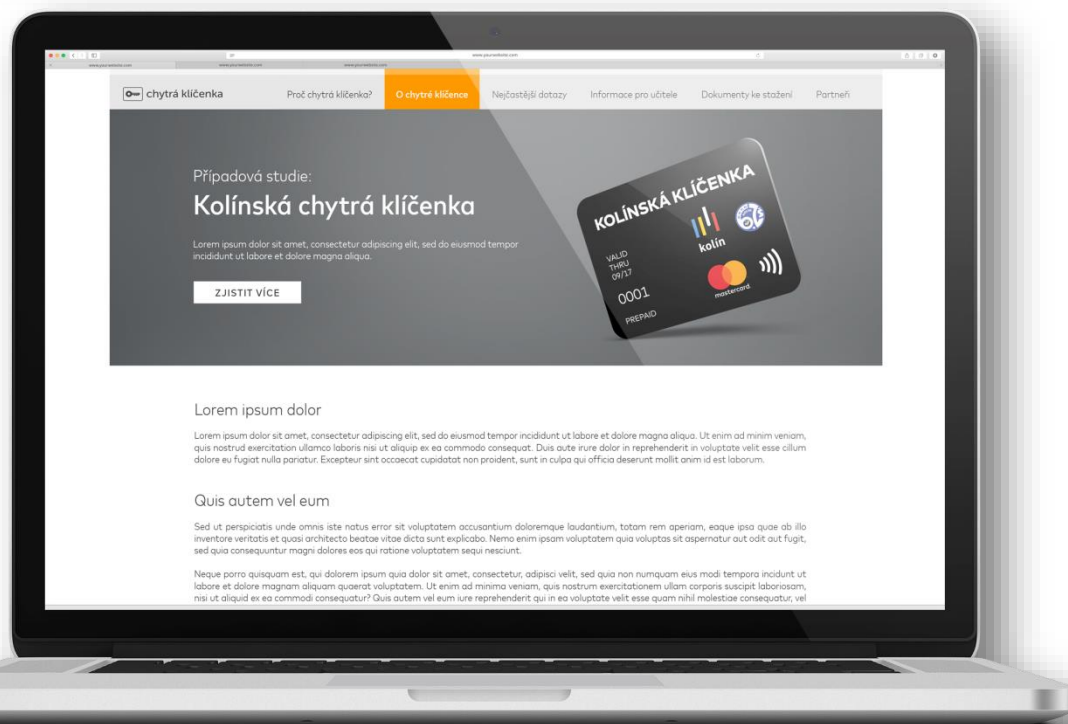 www.yourwebsite.com
www.yourwebsite.com www.yourwebsite.com www.yourwebsite.com
chytrá klíčenka Proč chytrá klíčenka? O chytré klíčence Nejčastější dotazy Informace pro učitele Dokumenty ke stažení Partneři
Případová studie:
Kolínská chytrá klíčenka
Lorem ipsum dolor sit amet, consectetur adipiscing elit, sed do eiusmod tempor
incididunt ut labore et dolore magna aliqua.
ZJISTIT VÍCE
KOLÍNSKÁ KLÍČENKA
kolín
VALID
THRU
09/17
0001
PREPAID
mastercard
Lorem ipsum dolor
Lorem ipsum dolor sit amet, consectetur adipiscing elit, sed do eiusmod tempor incididunt ut labore et dolore magna aliqua. Ut enim ad minim veniam,
quis nostrud exercitation ullamco laboris nisi ut aliquip ex ea commodo consequat. Duis aute irure dolor in reprehenderit in voluptate velit esse cillum
dolore eu fugiat nulla pariatur. Excepteur sint occaecat cupidatat non proident, sunt in culpa qui officia deserunt mollit anim id est laborum.
Quis autem vel eum
Sed ut perspiciatis unde omnis iste natus error sit voluptatem accusantium doloremque laudantium, totam rem aperiam, eaque ipsa quae ab illo
inventore veritatis et quasi architecto beatae vitae dicta sunt explicabo. Nemo enim ipsam voluptatem quia voluptas sit aspernatur aut odit aut fugit,
sed quia consequuntur magni dolores eos qui ratione voluptatem sequi nesciunt.
Neque porro quisquam est, qui dolorem ipsum quia dolor sit amet, consectetur, adipisci velit, sed quia non numquam eius modi tempora incidunt ut
labore et dolore magnam aliquam quaerat voluptatem. Ut enim ad minima veniam, quis nostrum exercitationem ullam corporis suscipit laboriosam,
nisi ut aliquid ex ea commodi consequatur? Quis autem vel eum iure reprehenderit qui in ea voluptate velit esse quam nihil molestiae consequatur, vel